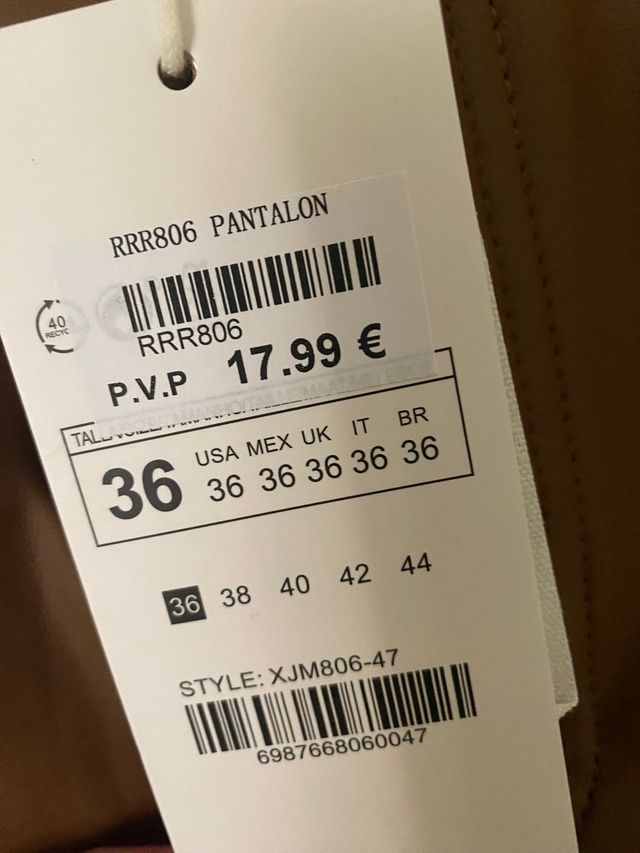 RRR806 PANTALON
40
RECYC
RRR806
P.V.P 17.99 €
36
USA MEX UK IT BR
36 36 36 36 36
36 38 40 42 44
STYLE: XJM806-47
6987668060047